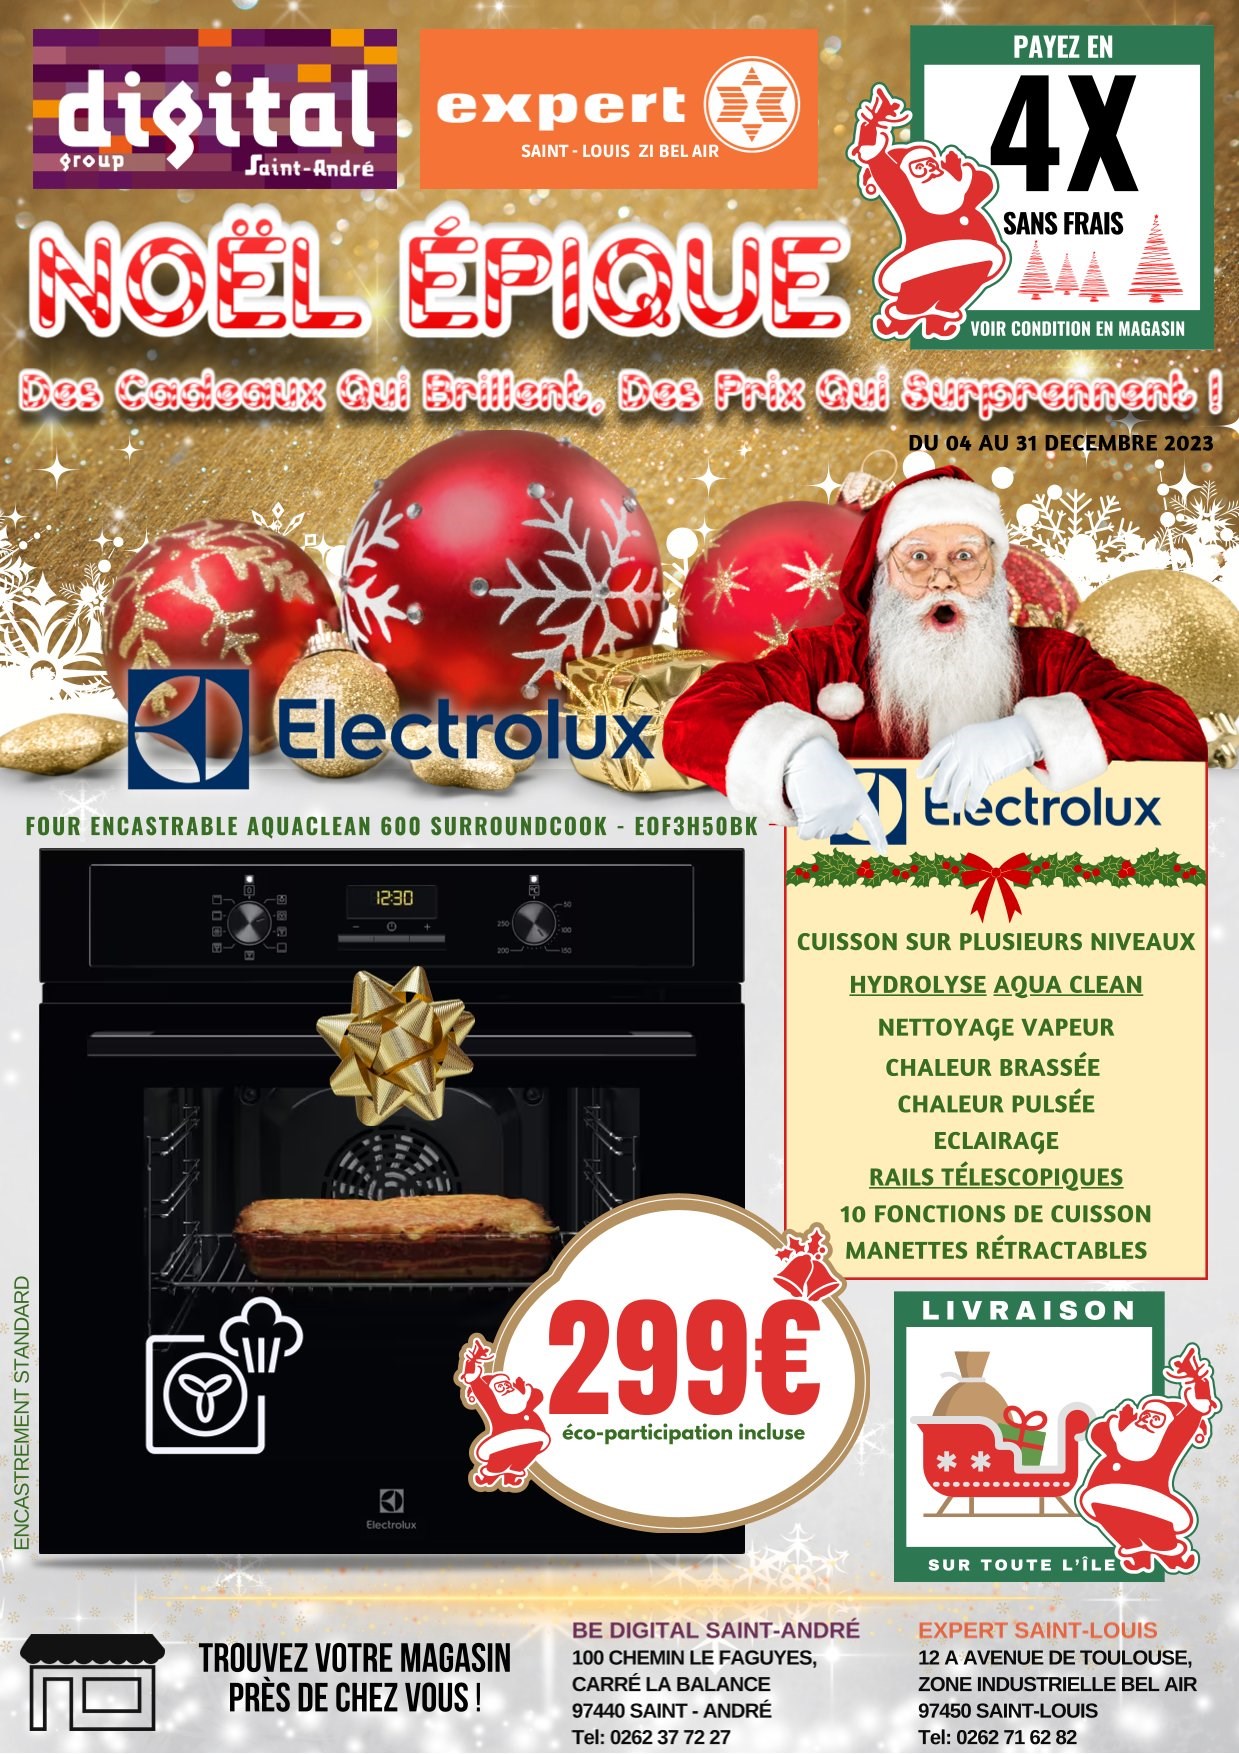 digital
group
Saint-André
expert
SAINT - LOUIS ZI BEL AIR
PAYEZ EN
4X
SANS FRAIS
VOIR CONDITION EN MAGASIN
NOËL ÉPIQUE
Des Cadeaux Qui Brillent, Des Prix Qui Surprennent !
DU 04 AU 31 DECEMBRE 2023
Electrolux
FOUR ENCASTRABLE AQUACLEAN 600 SURROUNDCOOK - EOF3H50BK
12:30
50
100
150
200
250
°C
Electrolux
CUISSON SUR PLUSIEURS NIVEAUX
HYDROLYSE AQUA CLEAN
NETTOYAGE VAPEUR
CHALEUR BRASSÉE
CHALEUR PULSÉE
ECLAIRAGE
RAILS TÉLESCOPIQUES
10 FONCTIONS DE CUISSON
MANETTES RÉTRACTABLES
299€
éco-participation incluse
ENCASTREMENT STANDARD
Electrolux
LIVRAISON
SUR TOUTE L'ÎLE
TROUVEZ VOTRE MAGASIN
PRÈS DE CHEZ VOUS !
BE DIGITAL SAINT-ANDRÉ
100 CHEMIN LE FAGUYES,
CARRÉ LA BALANCE
97440 SAINT - ANDRÉ
Tel: 0262 37 72 27
EXPERT SAINT-LOUIS
12 A AVENUE DE TOULOUSE,
ZONE INDUSTRIELLE BEL AIR
97450 SAINT-LOUIS
Tel: 0262 71 62 82